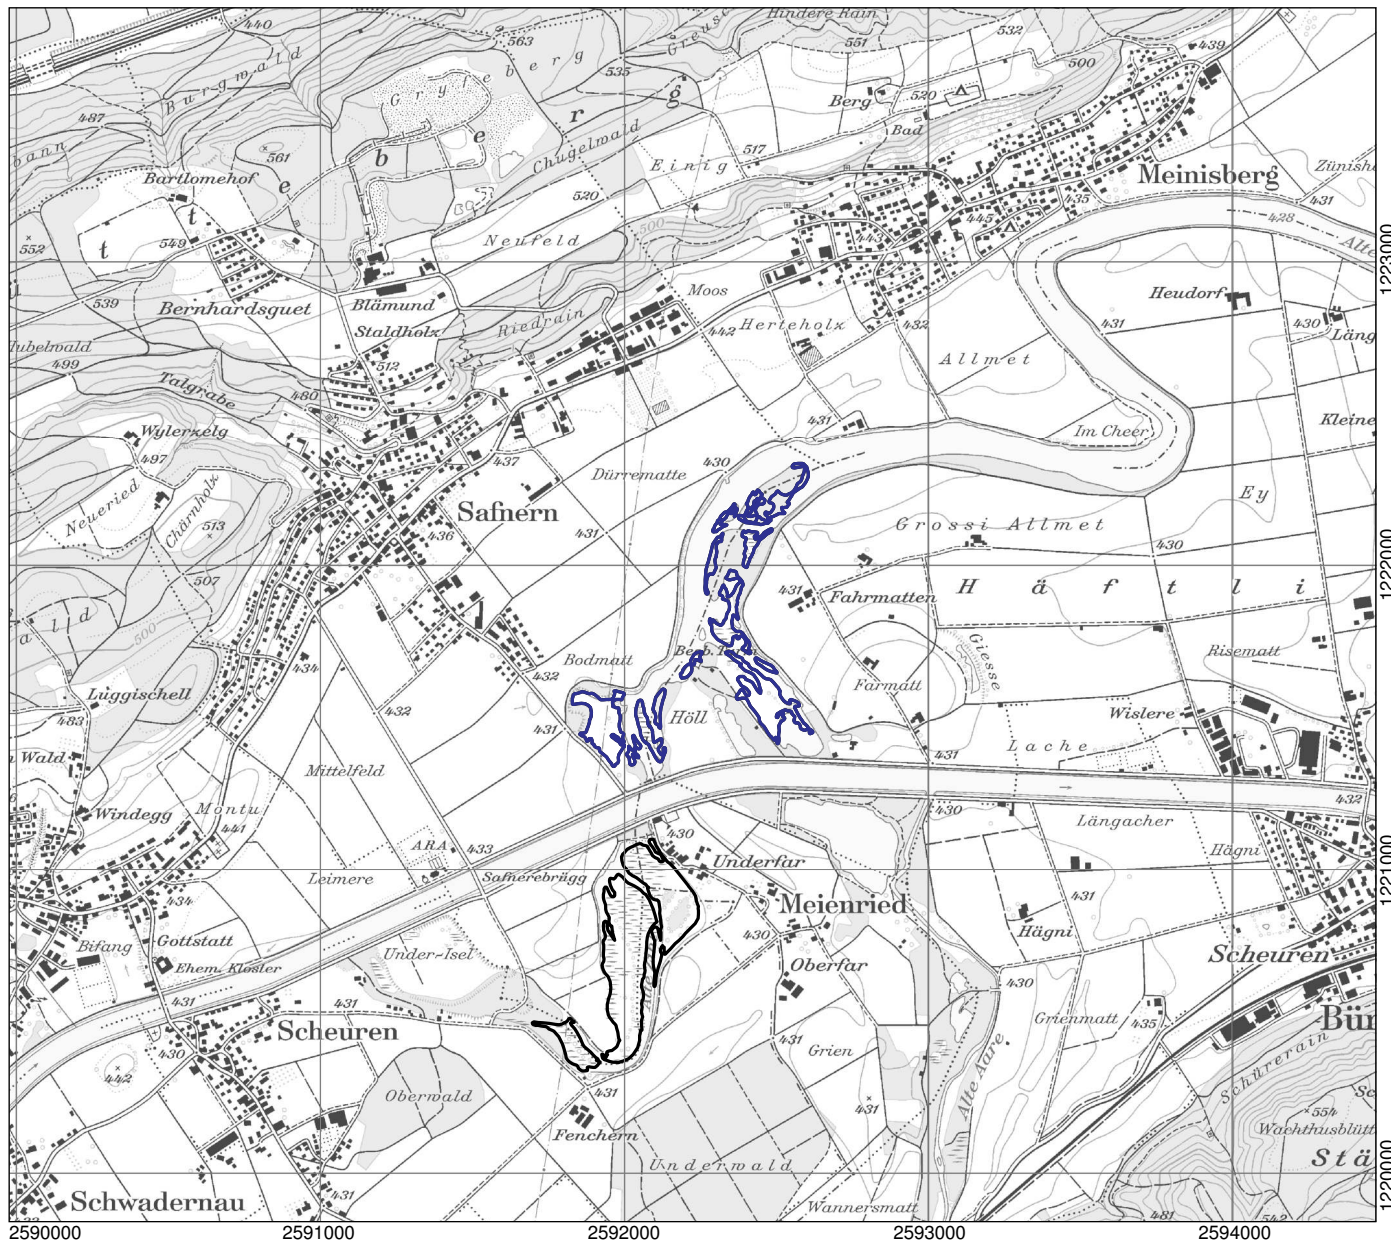 440
563
Hindere Rain
551
532
500
439
Burgwald
Gryfeberg
535
Berg
520
487
Bad
561
b
e
r
g
Chugelwald
Einig
517
Meinisberg
Bartlomehof
e
t
t
520
500
445
435
431
428
552
549
Neufeld
443
539
Bernhardsguet
Blämund
Moos
Heudorf
Staldholz
Riedrain
442
Herteholz
432
431
430
Läng
499
512
Allmet
Talgrabe
480
Wylerzelg
437
431
Im Cheer
Kleine
497
Dürrematte
430
Neueried
Chärnholz
513
Safnern
436
431
Grossi Allmet
Ey
430
507
431
Fahrmatten
Häftli
500
Giesse
434
Bodmatt
432
Risematt
Luggischell
Farmatt
483
432
431
Höll
Wislere
Wald
Mittelfeld
431
Lache
432
Windegg
Montu
430
Längacher
441
ARA
433
430
Hägni
Leimere
Safnerebrügg
Underfar
431
434
Meienried
Bifang
Gottstatt
430
Hägni
Scheuren
Under-Isel
Ehem. Kloster
Oberfar
431
431
430
Scheuren
Grienmatt
435
Bür
430
431
Grien
442
Alte Aare
Schürerain
Oberwald
431
431
554
Fenchern
Wachthusblütt
Underwald
Stä
Schwadernau
431
Wannersmatt
481
542
2590000
2591000
2592000
2593000
2594000
1223000
1222000
1221000
1220000